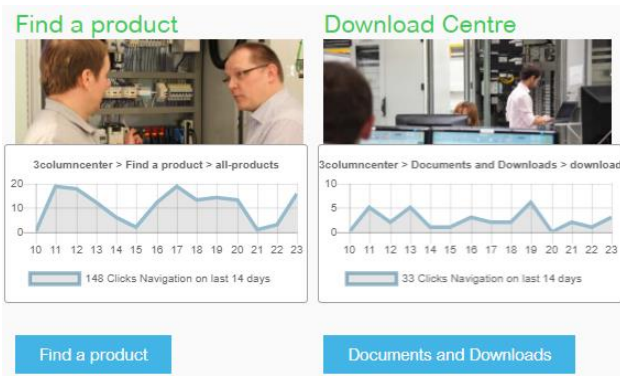 Find a product
3columncenter > Find a product > all-products
20
10
0
10 11 12 13 14 15 16 17 18 19 20 21 22 23
148 Clicks Navigation on last 14 days
Find a product
Download Centre
3columncenter > Documents and Downloads > download
10
5
0
10 11 12 13 14 15 16 17 18 19 20 21 22 23
33 Clicks Navigation on last 14 days
Documents and Downloads